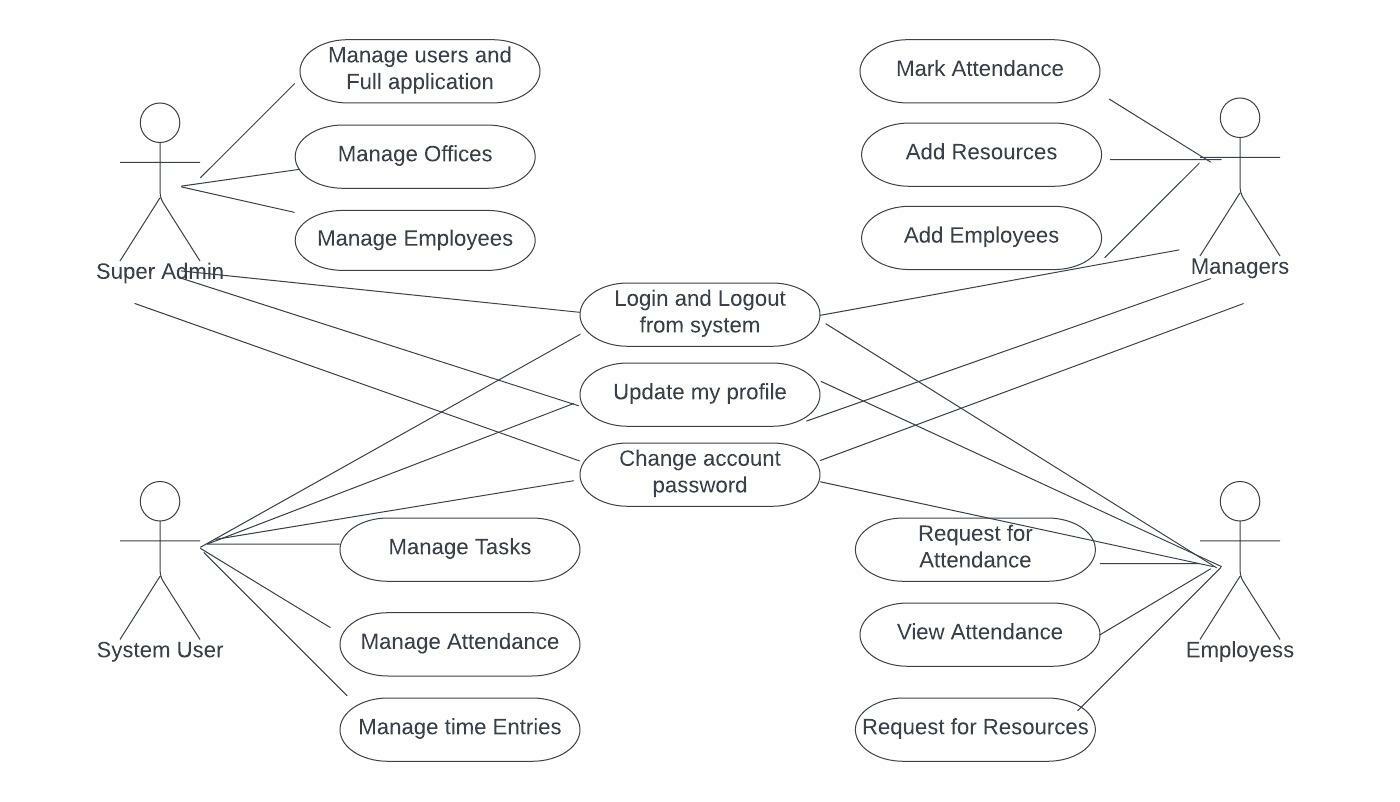 Manage users and
Full application
Manage Offices
Manage Employees
Super Admin
Mark Attendance
Add Resources
Add Employees
Managers
Login and Logout
from system
Update my profile
Change account
password
System User
Manage Tasks
Manage Attendance
Manage time Entries
Request for
Attendance
View Attendance
Request for Resources
Employess